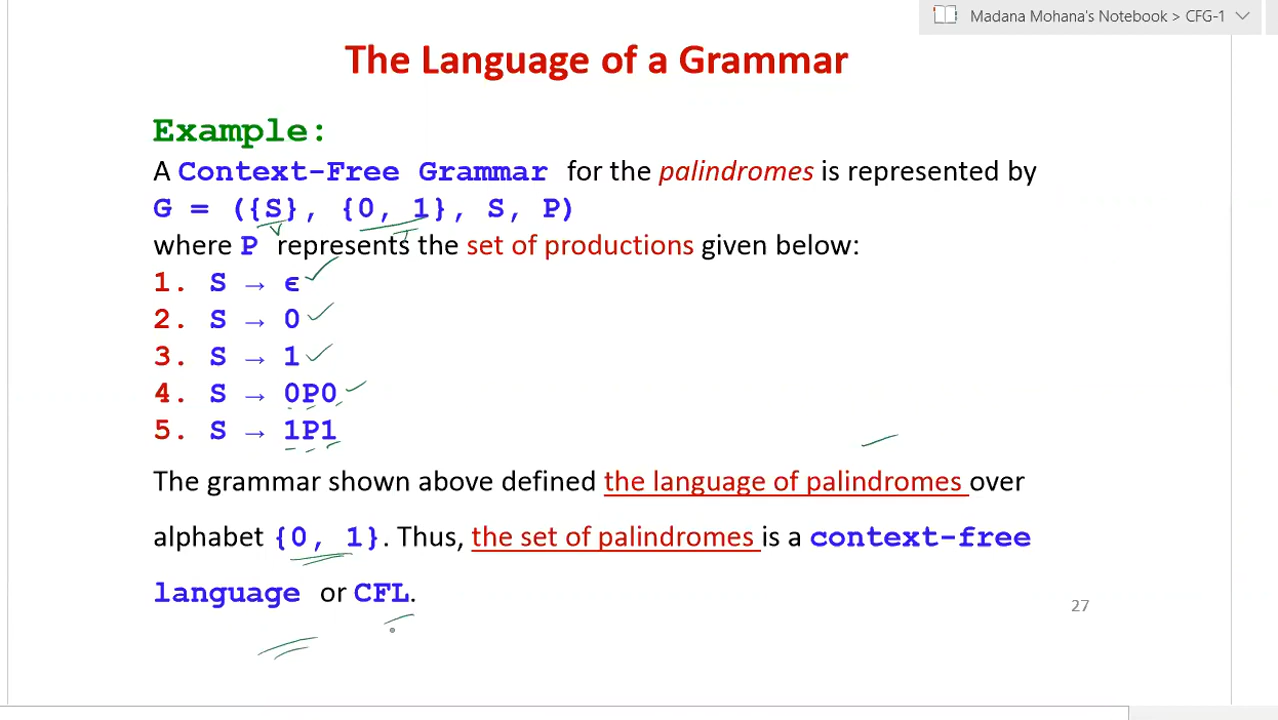 Madana Mohana's Notebook > CFG-1
The Language of a Grammar
Example:
A Context-Free Grammar for the palindromes is represented by
G = ({S}, {0, 1}, S, P)
where P represents the set of productions given below:
1. S → ϵ
2. S → 0
3. S → 1
4. S → 0P0
5. S → 1P1
The grammar shown above defined the language of palindromes over
alphabet {0, 1}. Thus, the set of palindromes is a context-free
language or CFL.
27